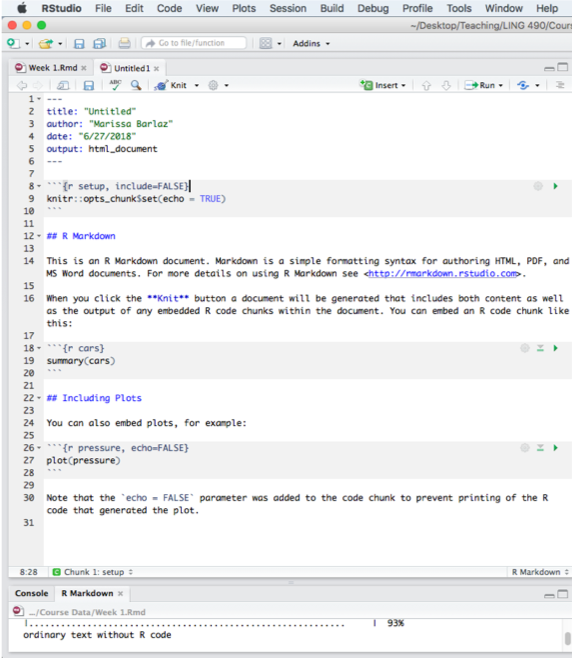 RStudio File Edit Code View Plots Session Build Debug Profile Tools Window Help
~/Desktop/Teaching/LING 490/Cour
Go to file/function Addins
Week 1.Rmd × Untitled1 ×
ABC Knit Insert Run
1 ---
2 title: "Untitled"
3 author: "Marissa Barlaz"
4 date: "6/27/2018"
5 output: html_document
6 ---
7
8 ```{r setup, include=FALSE}
9 knitr::opts_chunk$set(echo = TRUE)
10 ```
11
12 ## R Markdown
13
14 This is an R Markdown document. Markdown is a simple formatting syntax for authoring HTML, PDF, and
MS Word documents. For more details on using R Markdown see <http://rmarkdown.rstudio.com>.
15
16 When you click the **Knit** button a document will be generated that includes both content as well
as the output of any embedded R code chunks within the document. You can embed an R code chunk like
this:
17
18 ```{r cars}
19 summary(cars)
20 ```
21
22 ## Including Plots
23
24 You can also embed plots, for example:
25
26 ```{r pressure, echo=FALSE}
27 plot(pressure)
28 ```
29
30 Note that the `echo = FALSE` parameter was added to the code chunk to prevent printing of the R
code that generated the plot.
31
8:28 C Chunk 1: setup R Markdown
Console R Markdown ×
.../Course Data/Week 1.Rmd
|.............................................................. | 93%
ordinary text without R code